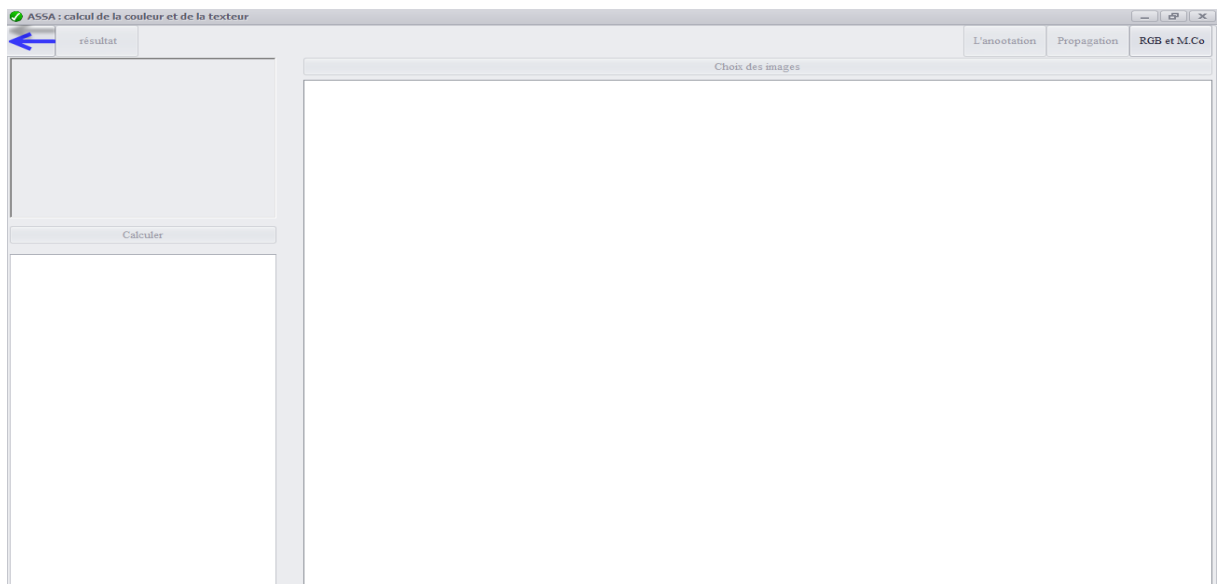 ASSA : calcul de la couleur et de la texteur
résultat
L'anootation
Propagation
RGB et M.Co
Choix des images
Calculer